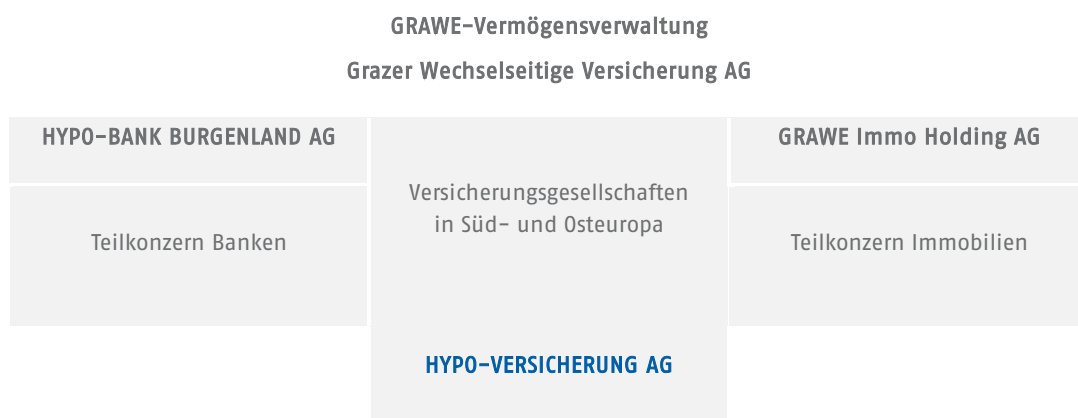 GRAWE-Vermögensverwaltung
Grazer Wechselseitige Versicherung AG
HYPO-BANK BURGENLAND AG
Teilkonzern Banken
Versicherungsgesellschaften
in Süd- und Osteuropa
HYPO-VERSICHERUNG AG
GRAWE Immo Holding AG
Teilkonzern Immobilien